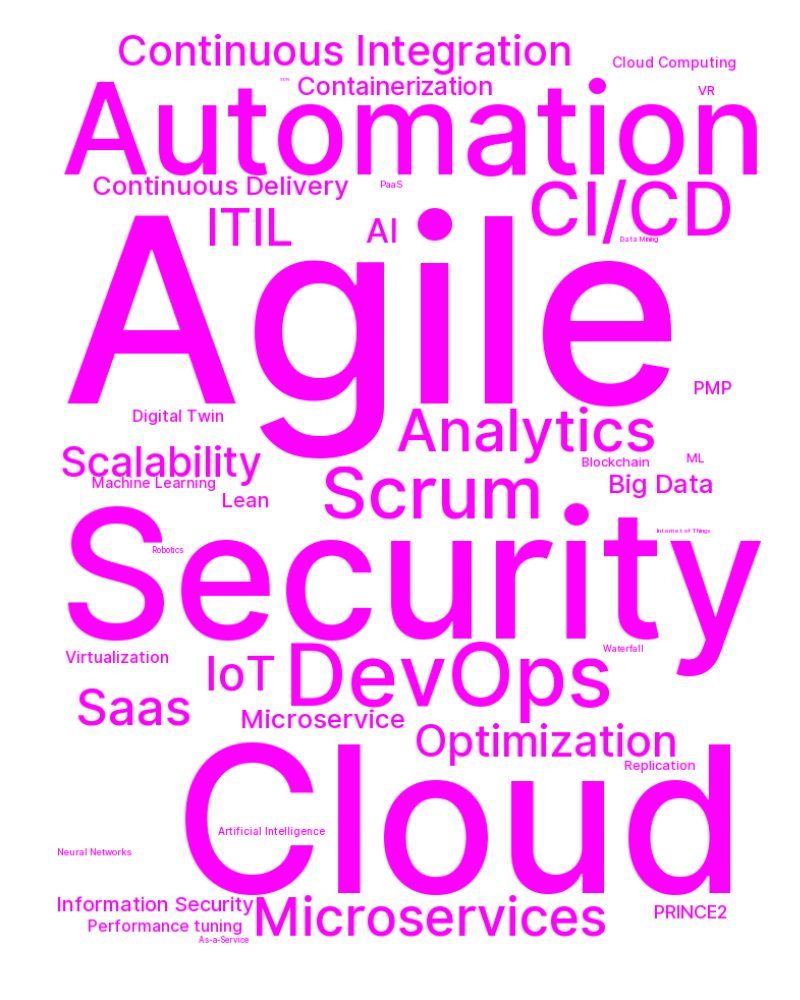 Continuous Integration
Cloud Computing
Containerization
VR
Automation
Continuous Delivery
PaaS
CI/CD
ITIL
AI
Data Mining
Agile
PMP
Digital Twin
Analytics
Scalability
Blockchain
ML
Machine Learning
Big Data
Lean
Scrum
Internet of Things
Security
Robotics
Waterfall
Virtualization
IoT
DevOps
Saas
Microservice
Optimization
Replication
Cloud
Artificial Intelligence
Neural Networks
Information Security
Microservices
PRINCE2
Performance tuning
As-a-Service